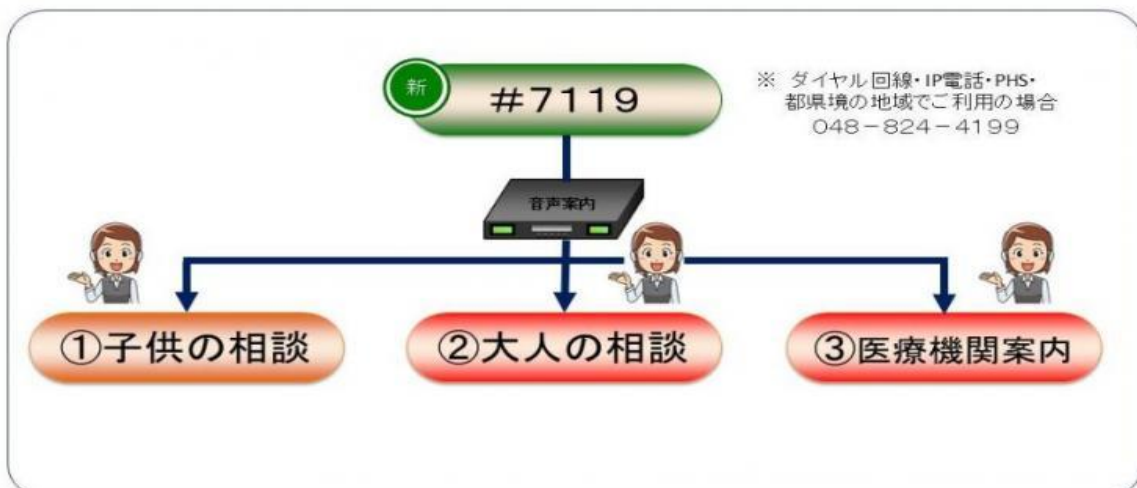 新
#7119
※ ダイヤル回線・IP電話・PHS・
都県境の地域でご利用の場合
048-824-4199
音声案内
①子供の相談
②大人の相談
③医療機関案内